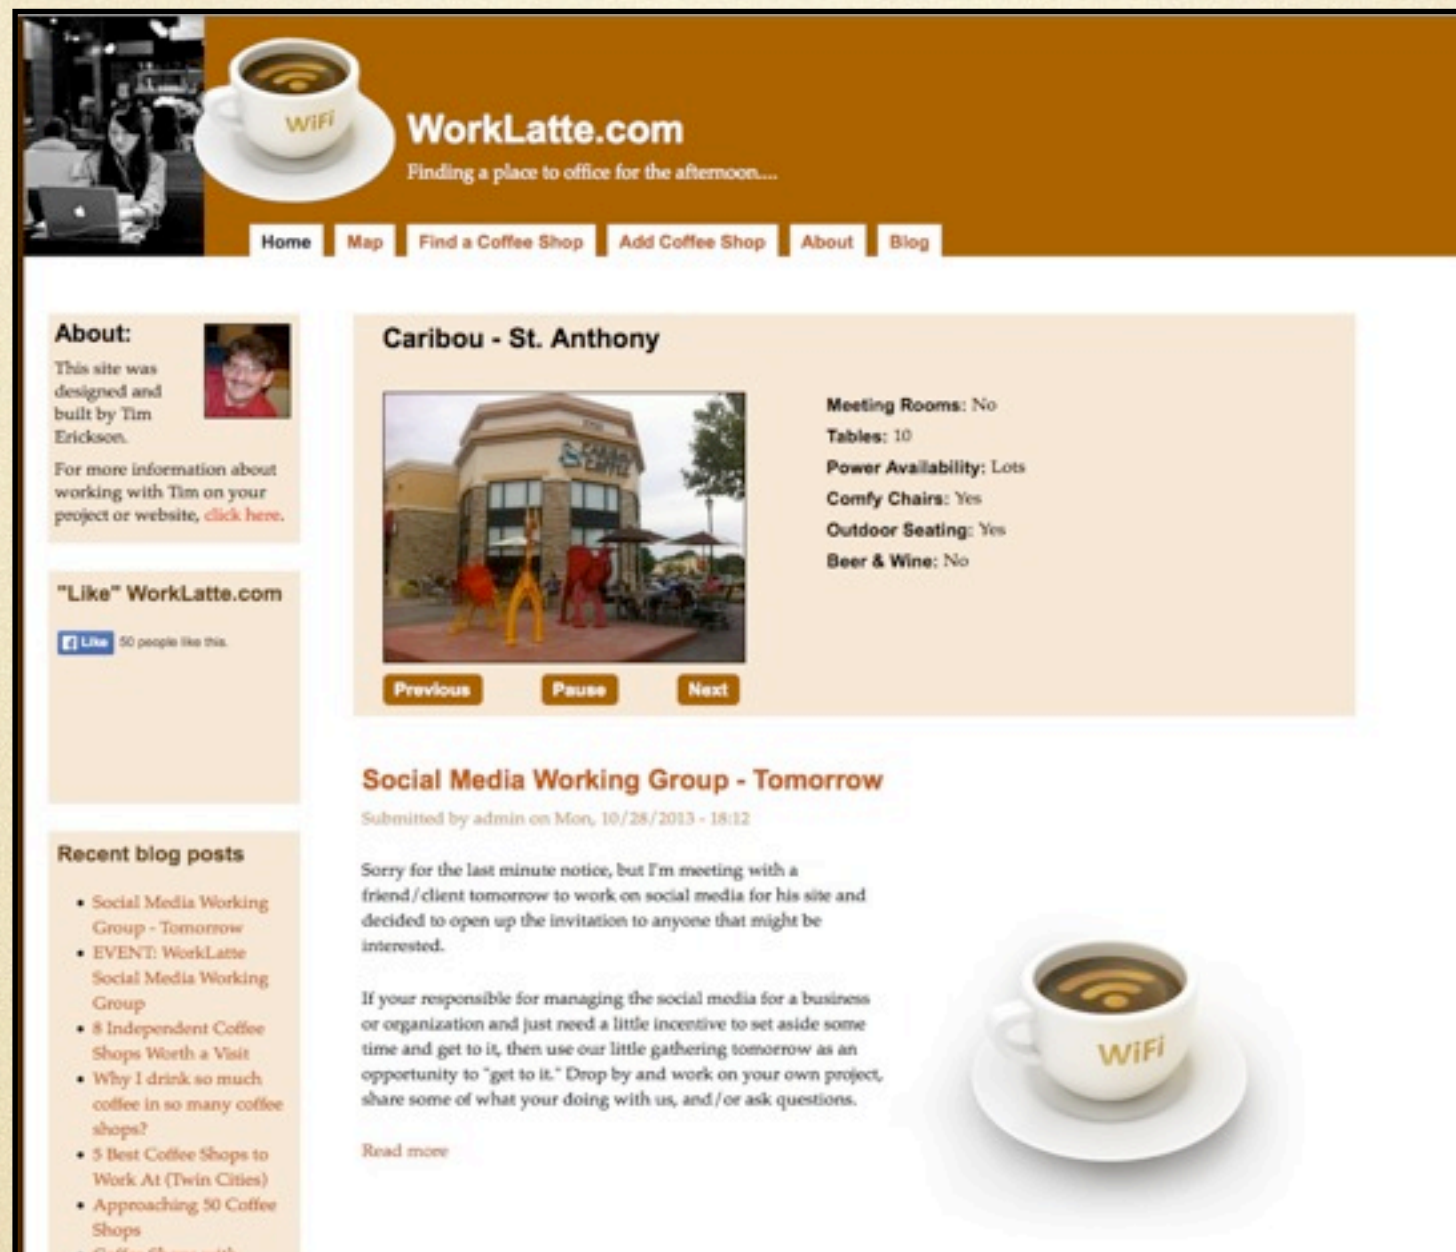 WiFi
WorkLatte.com
Finding a place to office for the afternoon....
Home Map Find a Coffee Shop Add Coffee Shop About Blog
About:
This site was
designed and
built by Tim
Erickson.
For more information about
working with Tim on your
project or website, click here.
"Like" WorkLatte.com
Like 50 people like this.
Recent blog posts
• Social Media Working
Group - Tomorrow
• EVENT: WorkLatte
Social Media Working
Group
• 8 Independent Coffee
Shops Worth a Visit
• Why I drink so much
coffee in so many coffee
shops?
• 5 Best Coffee Shops to
Work At (Twin Cities)
• Approaching 50 Coffee
Shops
Caribou - St. Anthony
CARIBOU
COFFEE
Meeting Rooms: No
Tables: 10
Power Availability: Lots
Comfy Chairs: Yes
Outdoor Seating: Yes
Beer & Wine: No
Previous Pause Next
Social Media Working Group - Tomorrow
Submitted by admin on Mon, 10/28/2013 - 18:12
Sorry for the last minute notice, but I'm meeting with a
friend/client tomorrow to work on social media for his site and
decided to open up the invitation to anyone that might be
interested.
If your responsible for managing the social media for a business
or organization and just need a little incentive to set aside some
time and get to it, then use our little gathering tomorrow as an
opportunity to "get to it." Drop by and work on your own project,
share some of what your doing with us, and/or ask questions.
Read more
WiFi